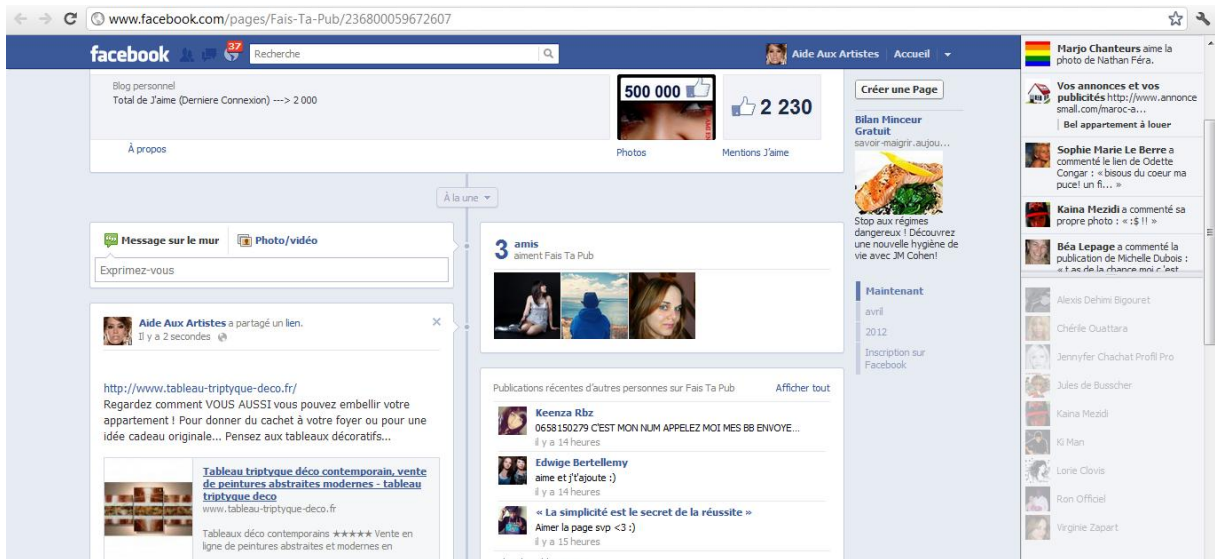 www.facebook.com/pages/Fais-Ta-Pub/236800059672607
facebook
37
Recherche
Aide Aux Artistes
Accueil
Blog personnel
Total de J'aime (Derniere Connexion) ---> 2 000
À propos
500 000
Photos
2 230
Mentions J'aime
À la une
Message sur le mur
Photo/vidéo
Exprimez-vous
Aide Aux Artistes a partagé un lien.
Il y a 2 secondes
http://www.tableau-triptyque-deco.fr/
Regardez comment VOUS AUSSI vous pouvez embellir votre
appartement ! Pour donner du cachet à votre foyer ou pour une
idée cadeau originale... Pensez aux tableaux décoratifs...
Tableau triptyque déco contemporain, vente
de peintures abstraites modernes - tableau
triptyque deco
www.tableau-triptyque-deco.fr
Tableaux déco contemporains ★★★★★ Vente en
ligne de peintures abstraites et modernes en
3 amis
aiment Fais Ta Pub
Publications récentes d'autres personnes sur Fais Ta Pub
Afficher tout
Keenza Rbz
0658150279 C'EST MON NUM APPELEZ MOI MES BB ENVOYE...
il y a 14 heures
Edwige Bertellemy
aime et j't'ajoute :)
il y a 14 heures
« La simplicité est le secret de la réussite »
Aimer la page svp <3 :)
il y a 15 heures
Créer une Page
Bilan Minceur
Gratuit
savoir-maigrir.aujou...
Stop aux régimes
dangereux ! Découvrez
une nouvelle hygiène de
vie avec JM Cohen!
Maintenant
avril
2012
Inscription sur
Facebook
Marjo Chanteurs aime la
photo de Nathan Féra.
Vos annonces et vos
publicités http://www.annonce
small.com/maroc-a...
Bel appartement à louer
Sophie Marie Le Berre a
commenté le lien de Odette
Congar : « bisous du coeur ma
puce! un fi... »
Kaina Mezidi a commenté sa
propre photo : « :$ !! »
Béa Lepage a commenté la
publication de Michelle Dubois :
« t as de la chance moi c 'est
Alexis Dehimi Bigouret
Chérile Ouattara
Jennyfer Chachat Profil Pro
Jules de Busscher
Kaina Mezidi
Ki Man
Lorie Clovis
Ron Officiel
Virginie Zapart